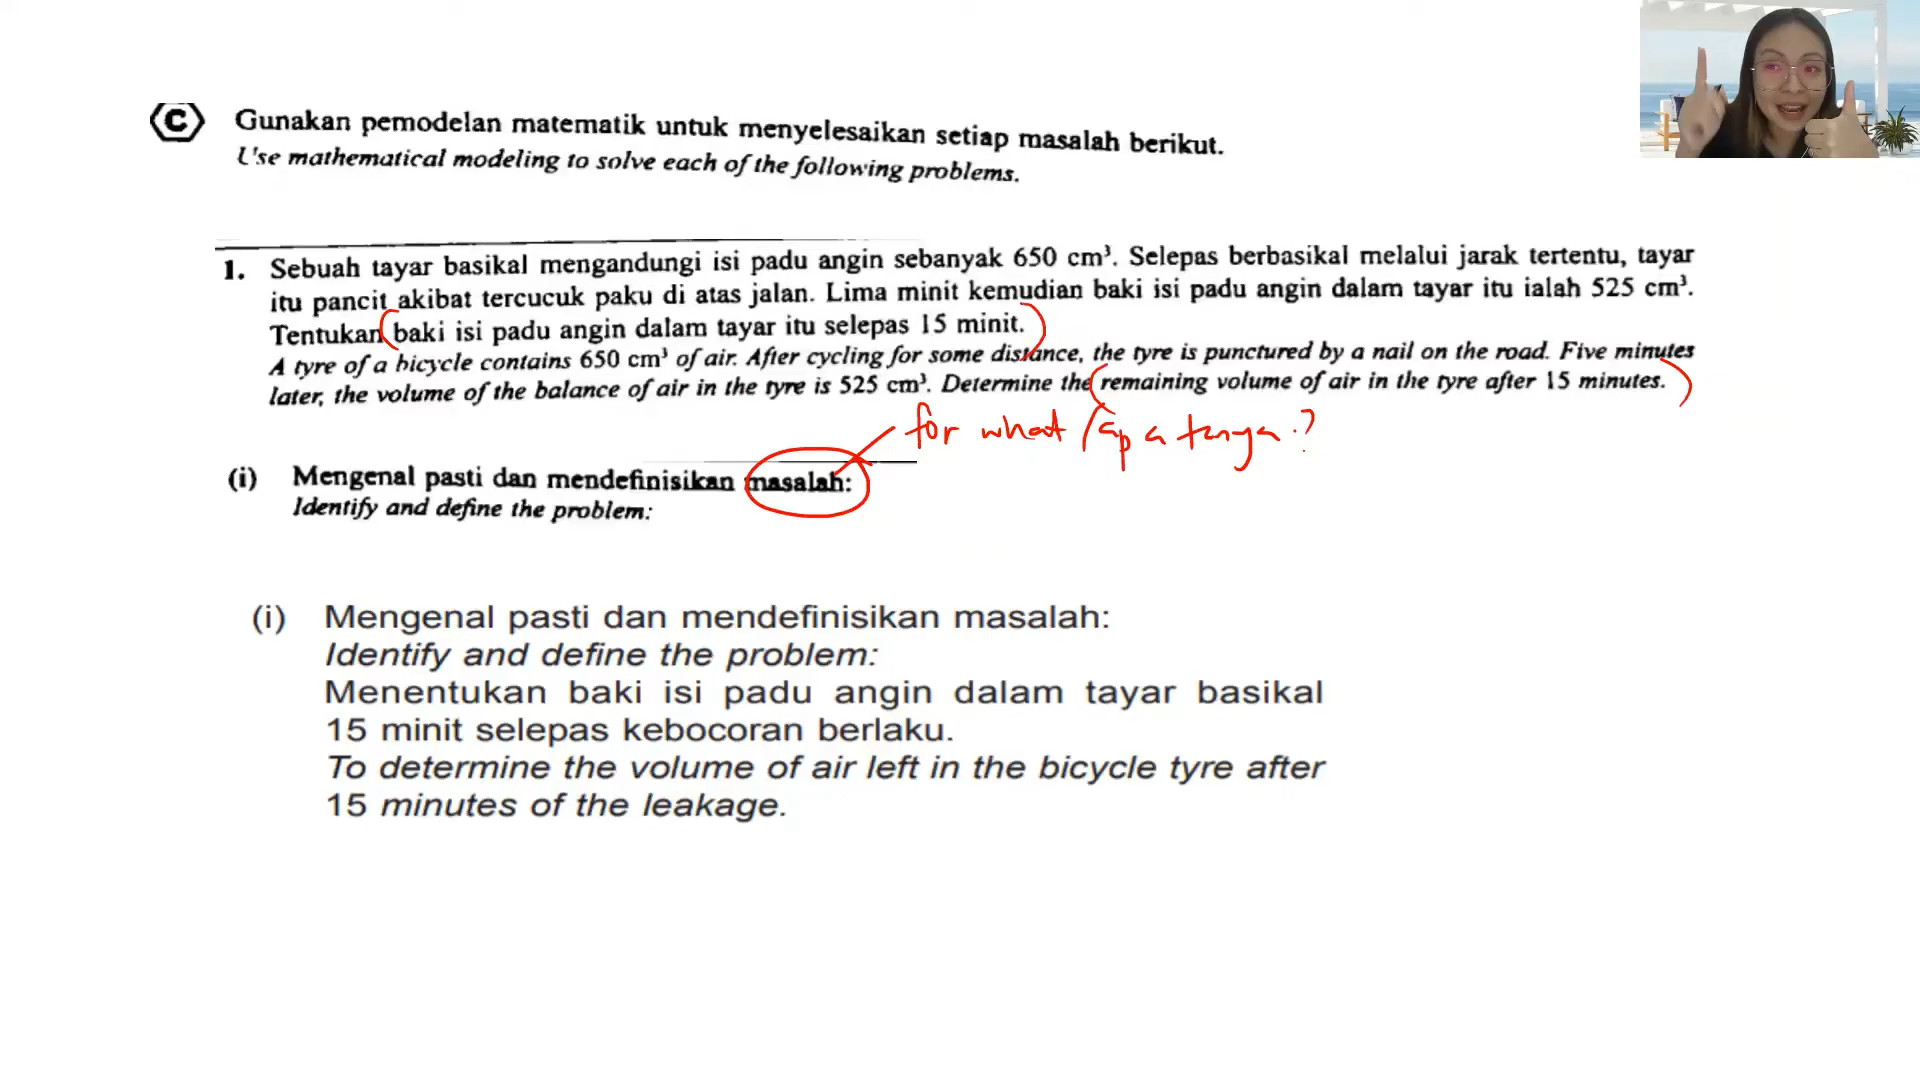 C Gunakan pemodelan matematik untuk menyelesaikan setiap masalah berikut.
Use mathematical modeling to solve each of the following problems.
1. Sebuah tayar basikal mengandungi isi padu angin sebanyak 650 cm³. Selepas berbasikal melalui jarak tertentu, tayar
itu pancit akibat tercucuk paku di atas jalan. Lima minit kemudian baki isi padu angin dalam tayar itu ialah 525 cm³.
Tentukan baki isi padu angin dalam tayar itu selepas 15 minit.
A tyre of a bicycle contains 650 cm³ of air. After cycling for some distance, the tyre is punctured by a nail on the road. Five minutes
later, the volume of the balance of air in the tyre is 525 cm³. Determine the remaining volume of air in the tyre after 15 minutes.
for what / apa tanya?
(i) Mengenal pasti dan mendefinisikan masalah:
Identify and define the problem:
(i) Mengenal pasti dan mendefinisikan masalah:
Identify and define the problem:
Menentukan baki isi padu angin dalam tayar basikal
15 minit selepas kebocoran berlaku.
To determine the volume of air left in the bicycle tyre after
15 minutes of the leakage.